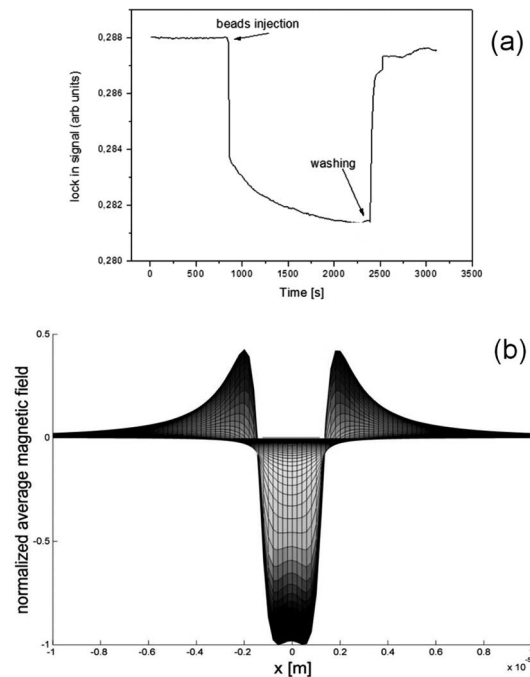 (a)
beads injection
washing
lock in signal (arb units)
0,288
0,286
0,284
0,282
0,280
0 500 1000 1500 2000 2500 3000 3500
Time [s]
(b)
normalized average magnetic field
0.5
0
-0.5
-1
-1 -0.8 -0.6 -0.4 -0.2 0 0.2 0.4 0.6 0.8
x [m]